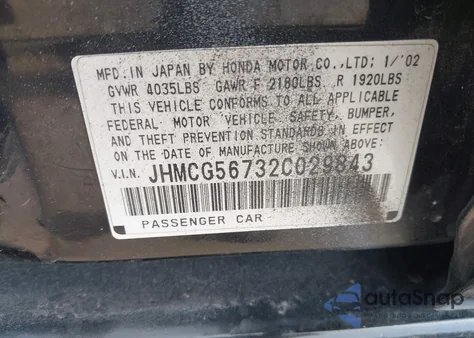 MFD. IN JAPAN BY HONDA MOTOR CO., LTD; 1/'02
GVWR 4035LBS GAWR F 2180LBS R 1920LBS
THIS VEHICLE CONFORMS TO ALL APPLICABLE
FEDERAL MOTOR VEHICLE SAFETY, BUMPER,
AND THEFT PREVENTION STANDARDS IN EFFECT
ON THE DATE OF MANUFACTURE SHOWN ABOVE:
V.I.N. JHMCG56732C029843
PASSENGER CAR
autoSnap